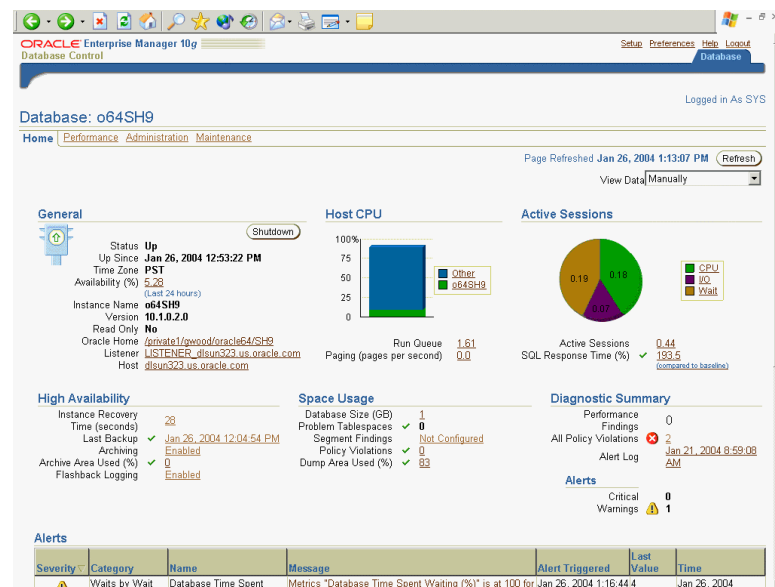 ORACLE Enterprise Manager 10g
Database Control
Setup Preferences Help Logout
Database
Logged in As SYS
Database: o64SH9
Home Performance Administration Maintenance
Page Refreshed Jan 26, 2004 1:13:07 PM Refresh
View Data Manually
General
Shutdown
Status Up
Up Since Jan 26, 2004 12:53:22 PM
Time Zone PST
Availability (%) 5.28
(Last 24 hours)
Instance Name o64SH9
Version 10.1.0.2.0
Read Only No
Oracle Home /private1/gwood/oracle64/SH9
Listener LISTENER_dlsun323.us.oracle.com
Host dlsun323.us.oracle.com
Host CPU
100%
75
50
25
0
Other
o64SH9
Run Queue 1.61
Paging (pages per second) 0.0
Active Sessions
0.19
0.18
0.07
CPU
I/O
Wait
Active Sessions 0.44
SQL Response Time (%) 193.5
(compared to baseline)
High Availability
Instance Recovery
Time (seconds) 28
Last Backup Jan 26, 2004 12:04:54 PM
Archiving Enabled
Archive Area Used (%) 0
Flashback Logging Enabled
Space Usage
Database Size (GB) 1
Problem Tablespaces 0
Segment Findings Not Configured
Policy Violations 0
Dump Area Used (%) 83
Diagnostic Summary
Performance
Findings 0
All Policy Violations 2
Alert Log Jan 21, 2004 8:59:08
AM
Alerts
Critical 0
Warnings 1
Alerts
Severity Category Name Message Alert Triggered Last Value Time
Waits by Wait Database Time Spent Metrics "Database Time Spent Waiting (%)" is at 100 for Jan 26, 2004 1:16:44 4 Jan 26, 2004